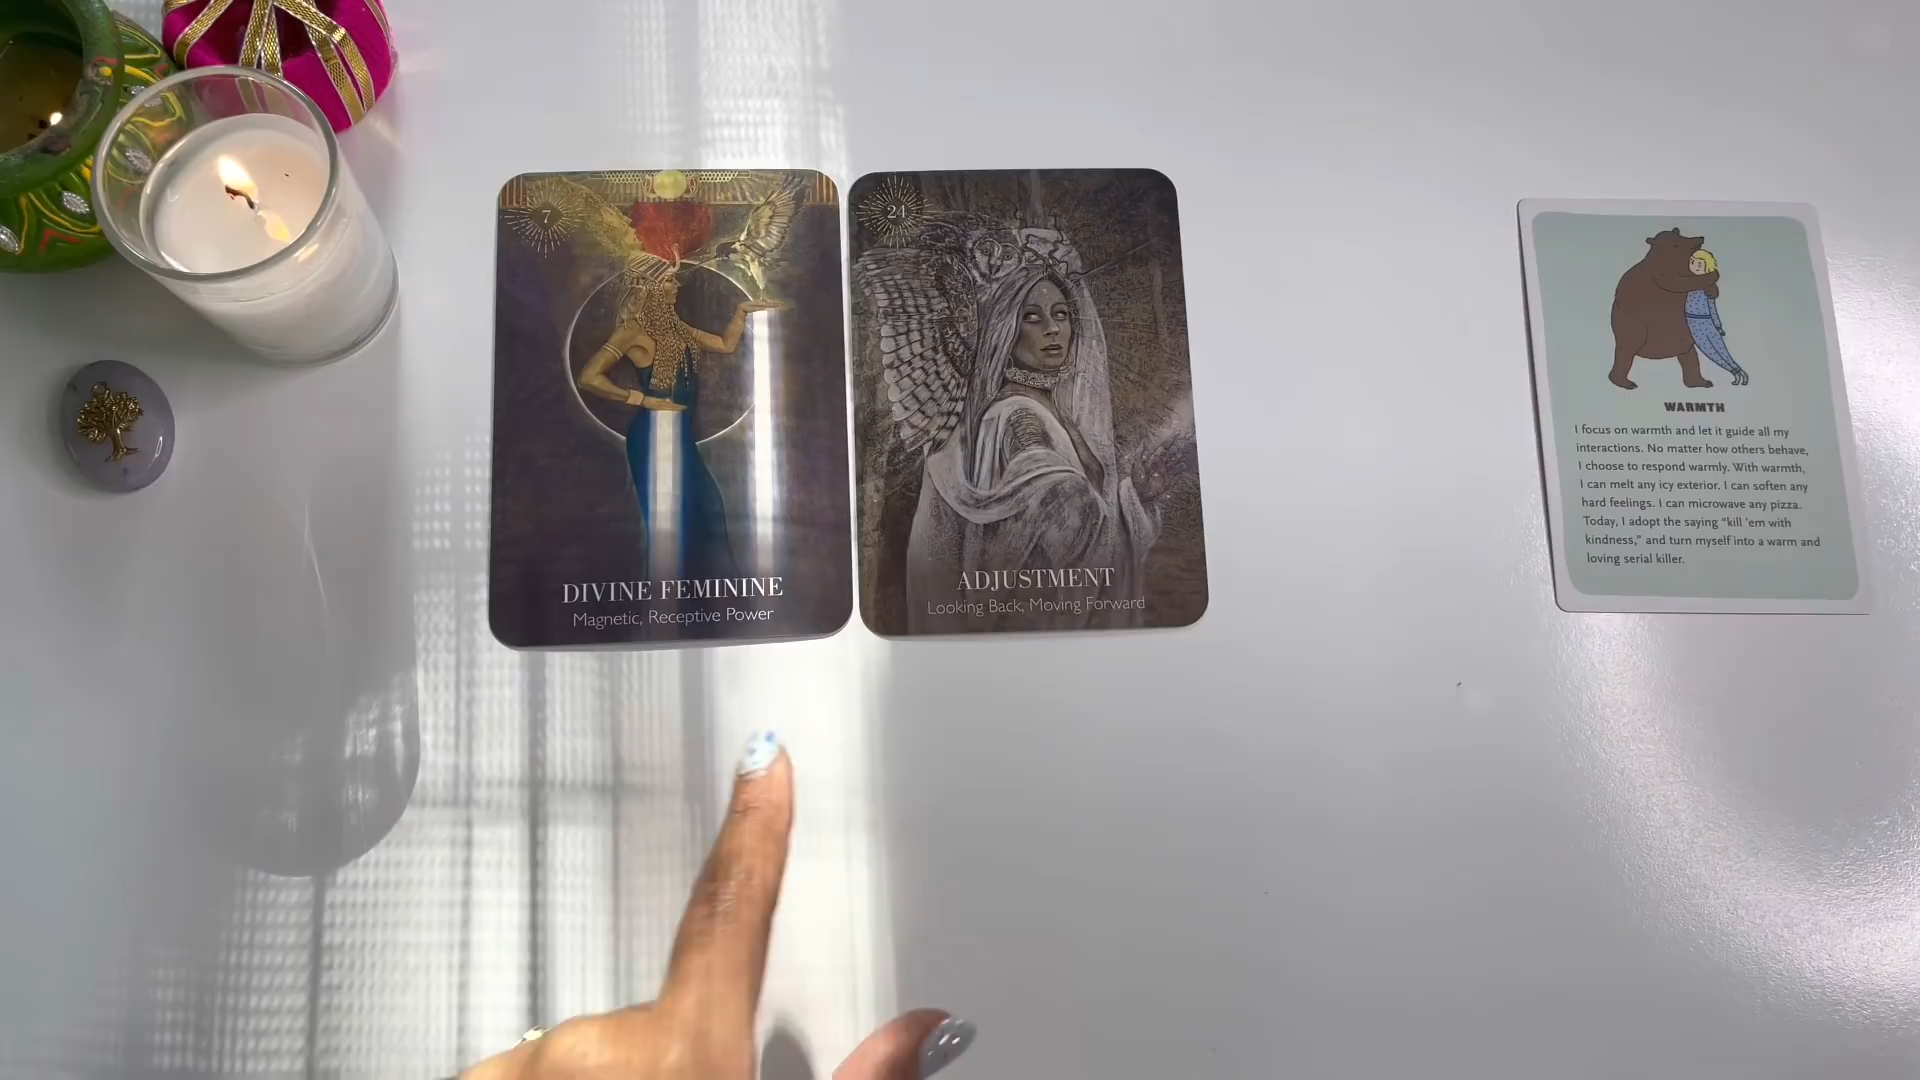 7
DIVINE FEMININE
Magnetic, Receptive Power
24
ADJUSTMENT
Looking Back, Moving Forward
WARMTH
I focus on warmth and let it guide all my
interactions. No matter how others behave,
I choose to respond warmly. With warmth,
I can melt any icy exterior. I can soften any
hard feelings. I can microwave any pizza.
Today, I adopt the saying “kill ’em with
kindness,” and turn myself into a warm and
loving serial killer.